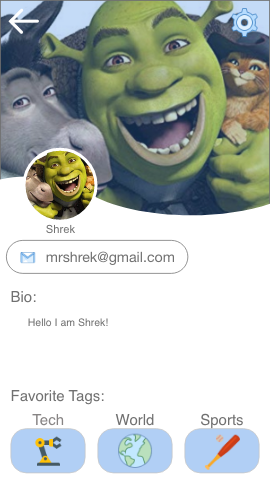 Shrek
mrshrek@gmail.com
Bio:
Hello I am Shrek!
Favorite Tags:
Tech World Sports